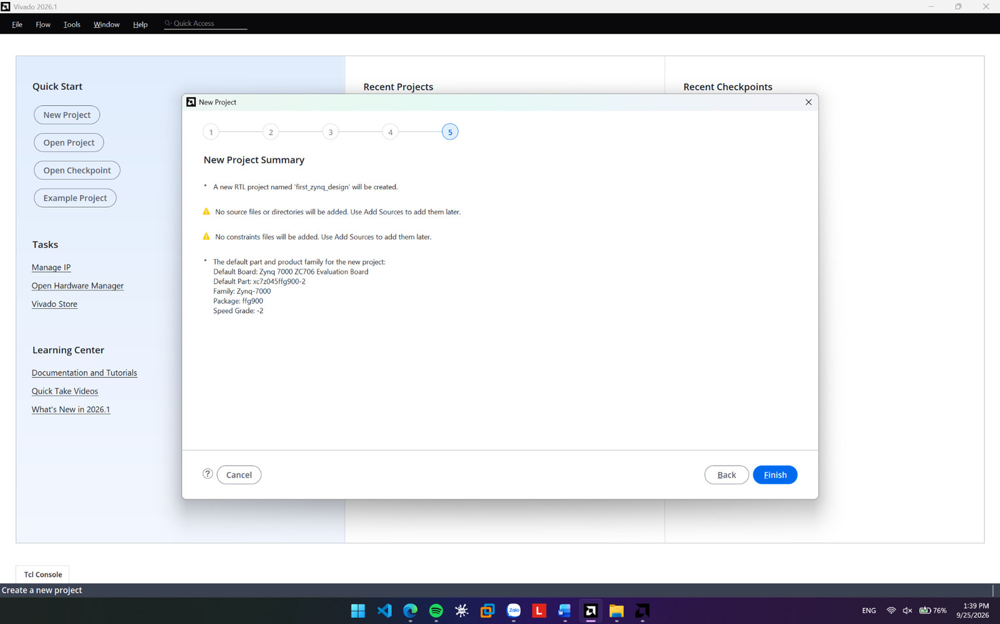 Vivado 2026.1
File Flow Tools Window Help Quick Access
Quick Start
New Project
Open Project
Open Checkpoint
Example Project
Tasks
Manage IP
Open Hardware Manager
Vivado Store
Learning Center
Documentation and Tutorials
Quick Take Videos
What's New in 2026.1
Recent Projects
Recent Checkpoints
New Project
1 2 3 4 5
New Project Summary
A new RTL project named 'first_zynq_design' will be created.
No source files or directories will be added. Use Add Sources to add them later.
No constraints files will be added. Use Add Sources to add them later.
The default part and product family for the new project:
Default Board: Zynq 7000 ZC706 Evaluation Board
Default Part: xc7z045ffg900-2
Family: Zynq-7000
Package: ffg900
Speed Grade: -2
? Cancel Back Finish
Tcl Console
Create a new project
Zalo L W ENG 76% 1:39 PM
9/25/2026